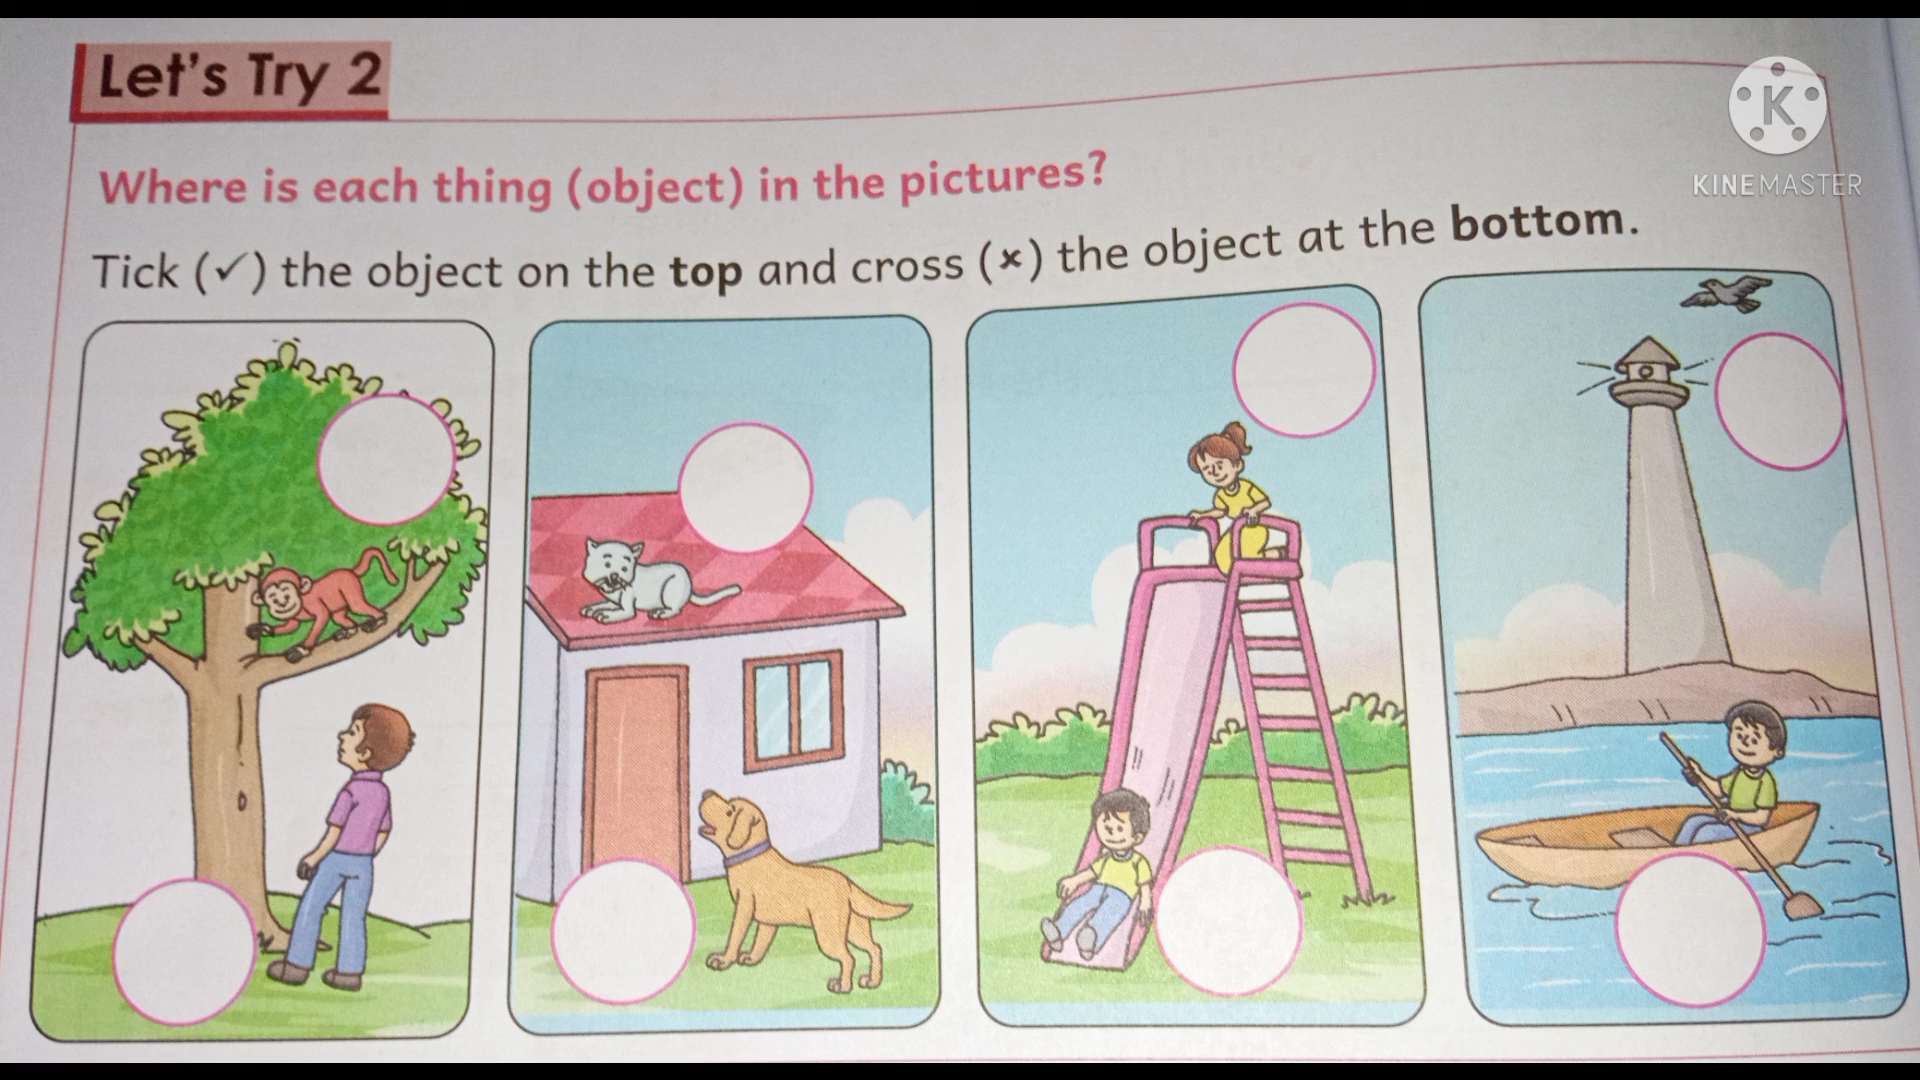 Let's Try 2
K
KINEMASTER
Where is each thing (object) in the pictures?
Tick (✓) the object on the top and cross (×) the object at the bottom.